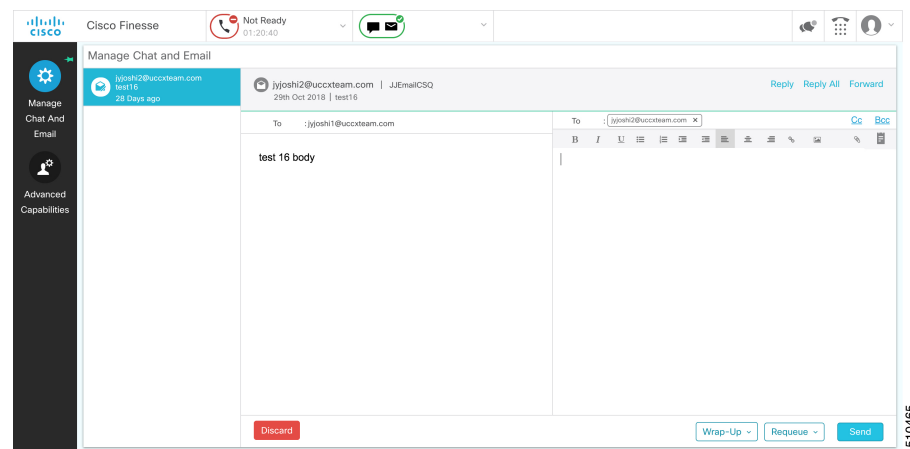 CISCO
Cisco Finesse
Not Ready
01:20:40
Manage Chat and Email
Manage
Chat And
Email
Advanced
Capabilities
jyjoshi2@uccxteam.com
test16
28 Days ago
jyjoshi2@uccxteam.com | JJEmailCSQ
29th Oct 2018 | test16
Reply Reply All Forward
To :jyjoshi1@uccxteam.com
test 16 body
To : jyjoshi2@uccxteam.com × Cc Bcc
B I U
Discard
Wrap-Up Requeue Send
510465